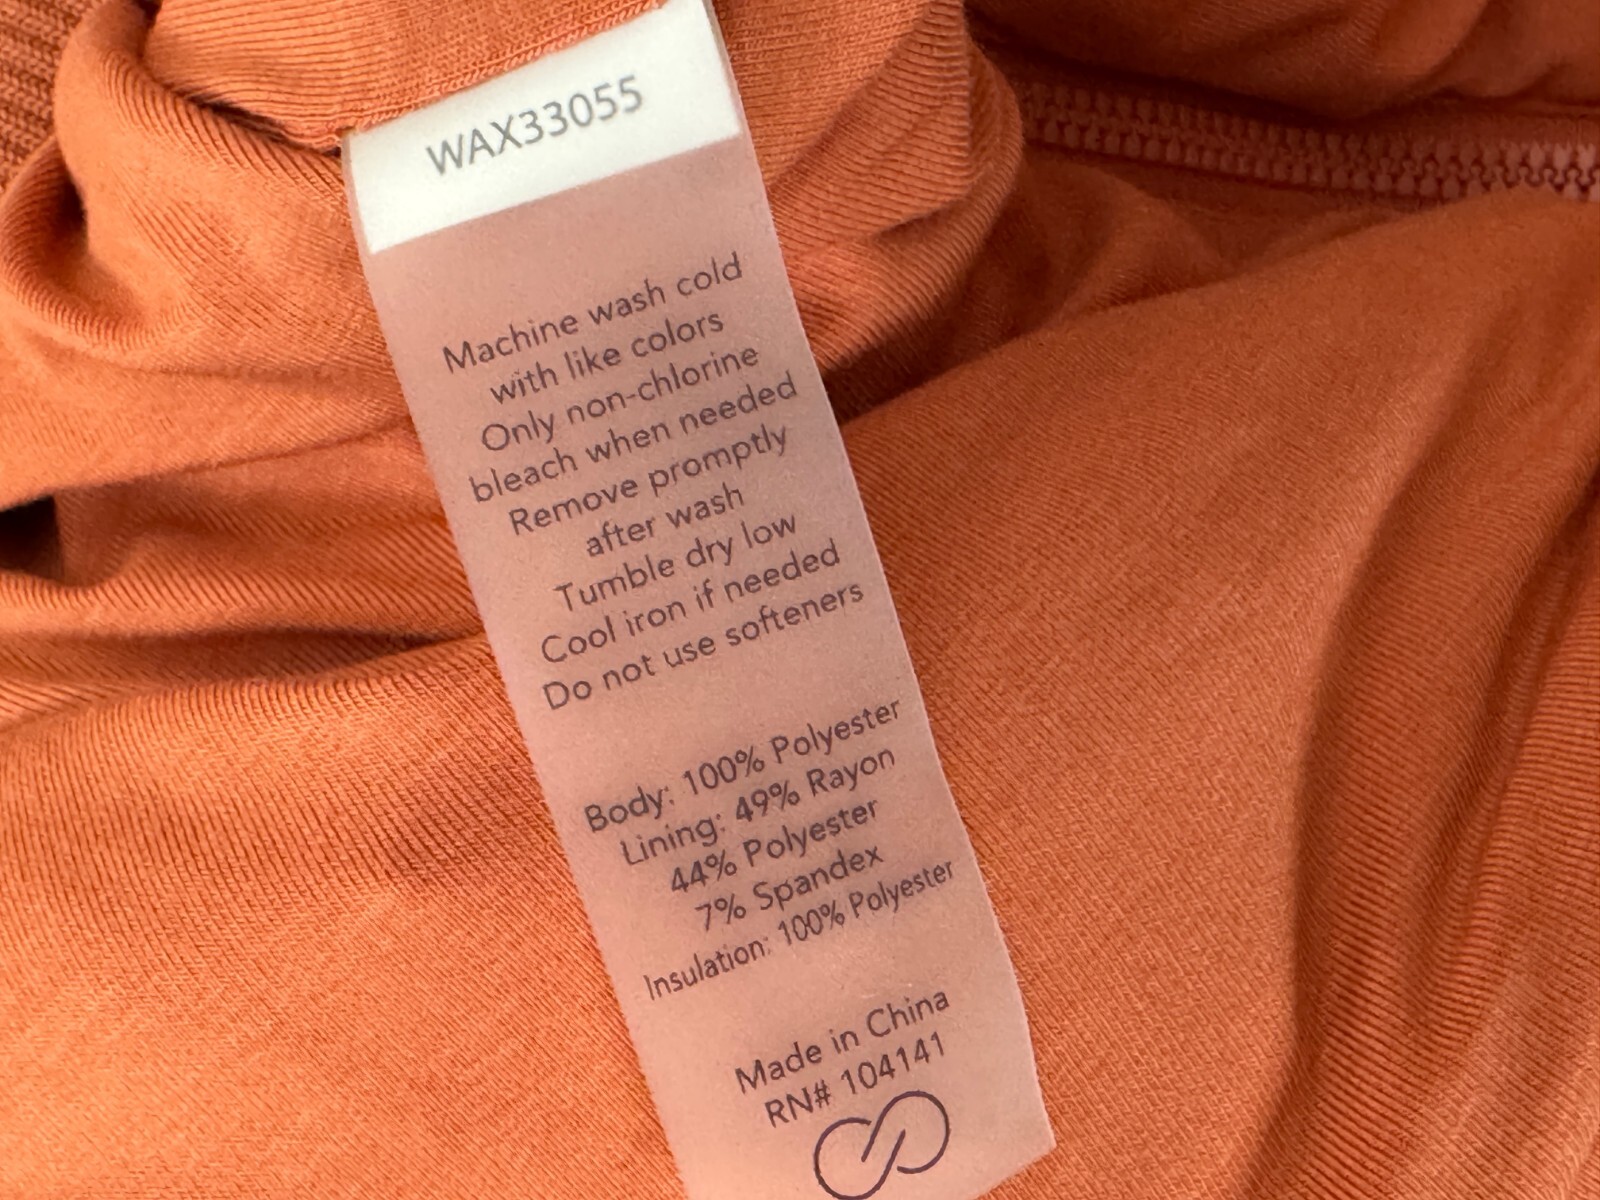 WAX33055
Machine wash cold
with like colors
Only non-chlorine
bleach when needed
Remove promptly
after wash
Tumble dry low
Cool iron if needed
Do not use softeners
Body: 100% Polyester
Lining: 49% Rayon
44% Polyester
7% Spandex
Insulation: 100% Polyester
Made in China
RN# 104141